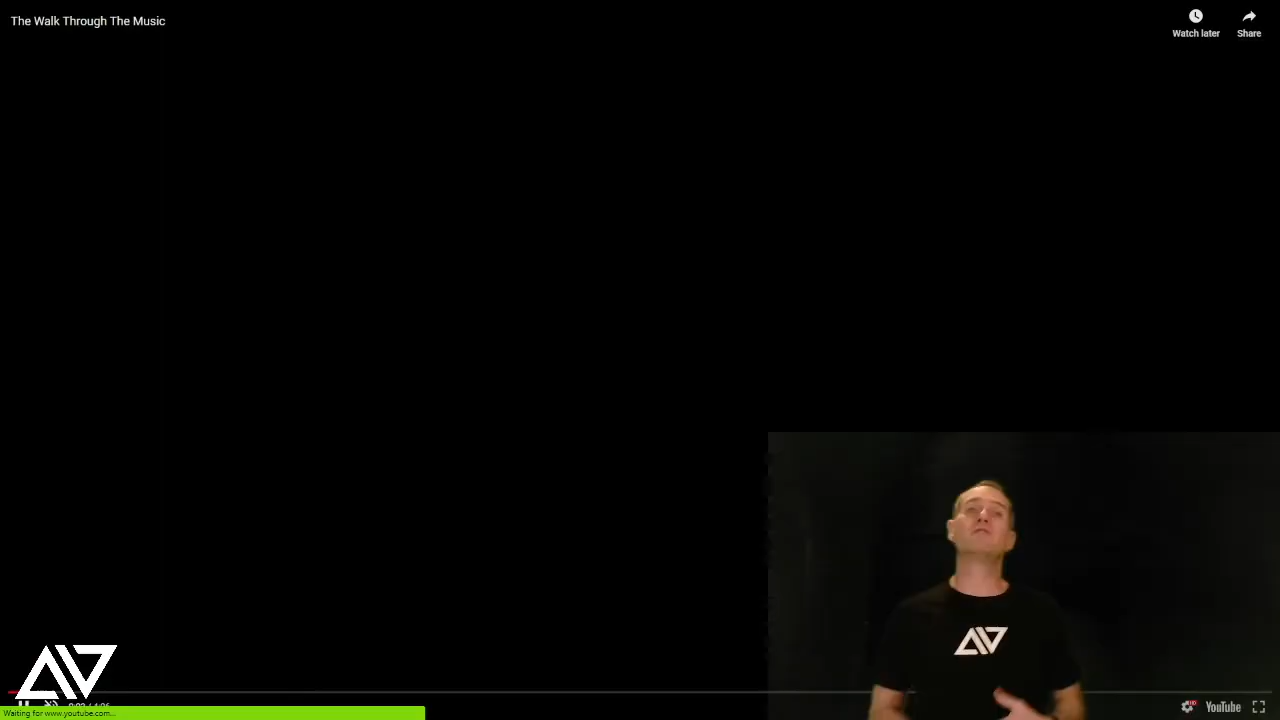 The Walk Through The Music
Watch later
Share
YouTube
Waiting for www.youtube.com...